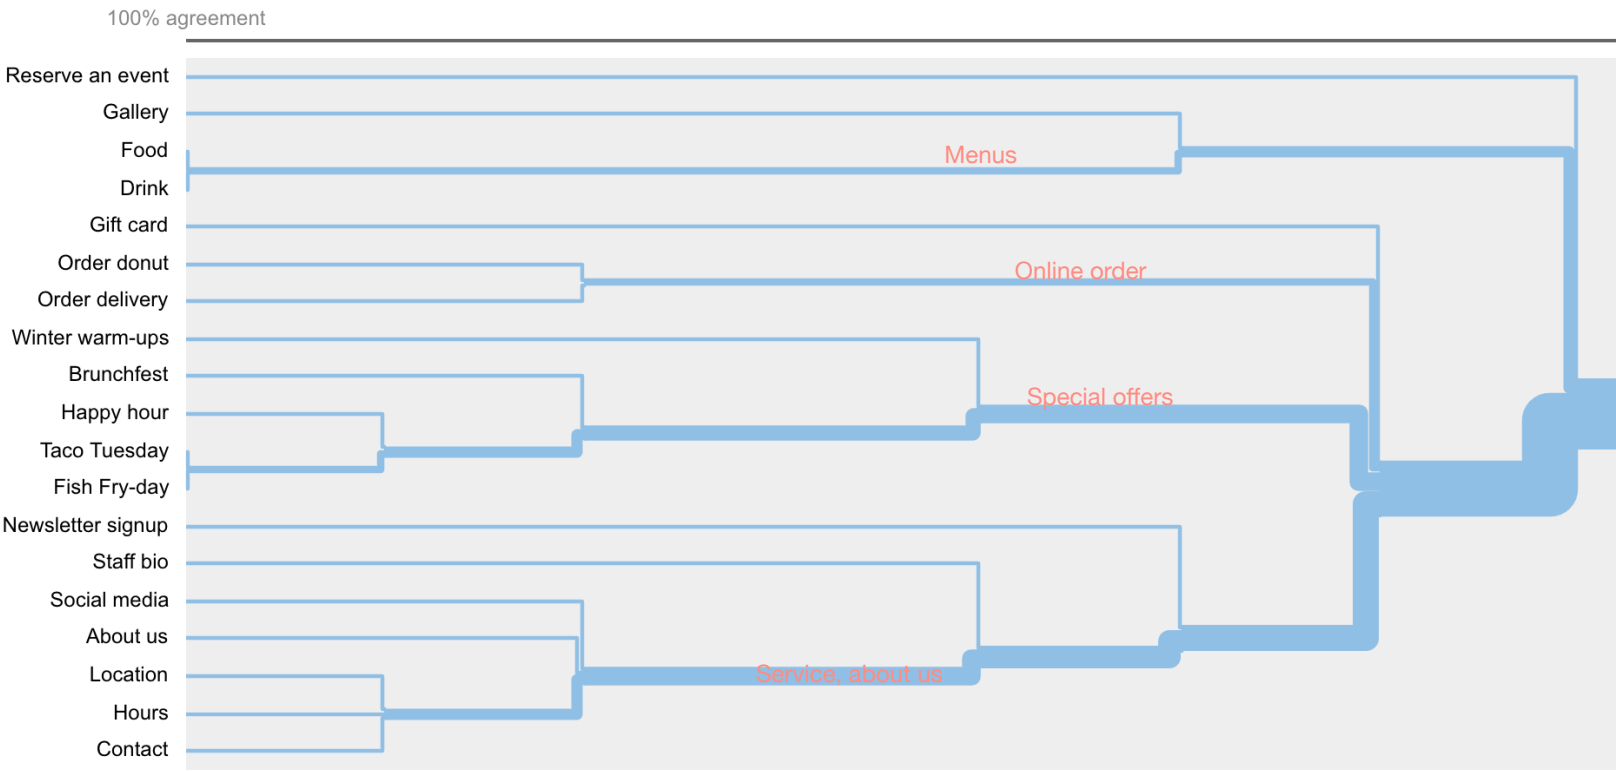 100% agreement
Reserve an event
Gallery
Food
Menus
Drink
Gift card
Order donut
Online order
Order delivery
Winter warm-ups
Brunchfest
Special offers
Happy hour
Taco Tuesday
Fish Fry-day
Newsletter signup
Staff bio
Social media
About us
Location
Service, about us
Hours
Contact